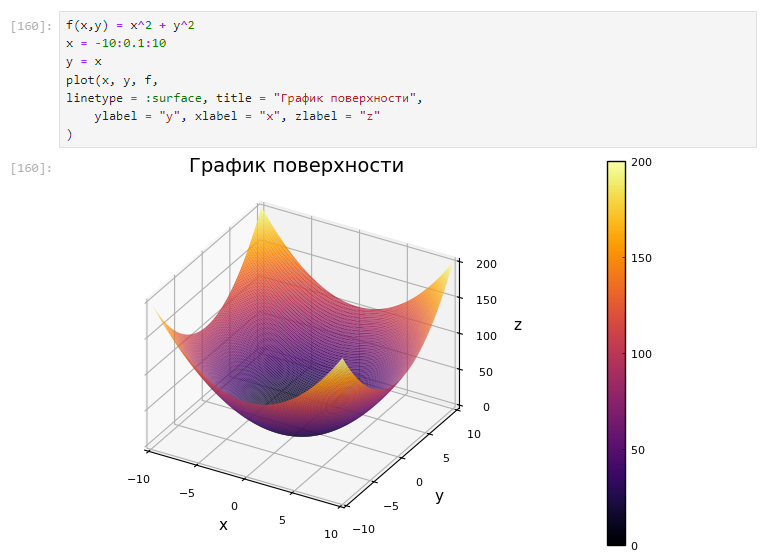 [160]:
f(x,y) = x^2 + y^2
x = -10:0.1:10
y = x
plot(x, y, f,
linetype = :surface, title = "График поверхности",
ylabel = "y", xlabel = "x", zlabel = "z"
)
[160]:
График поверхности
200
150
100
50
0
z
10
5
0
−5
−10
y
−10
−5
0
5
10
x
200
150
100
50
0